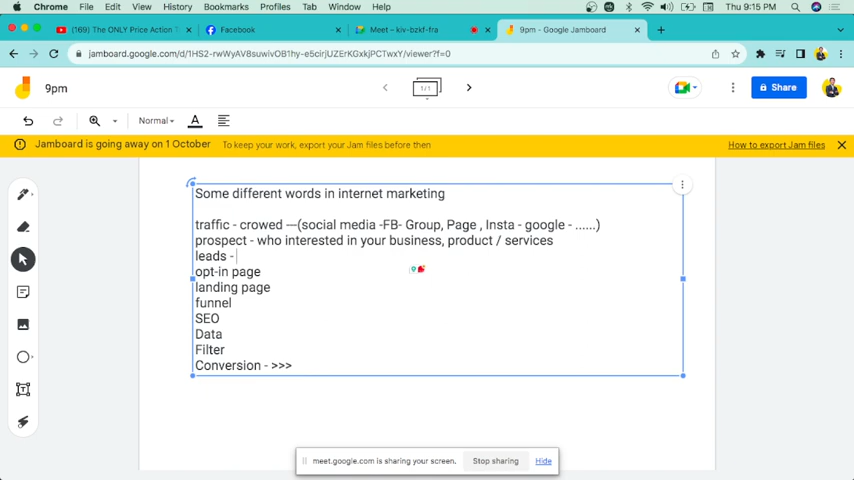 Chrome File Edit View History Bookmarks Profiles Tab Window Help Thu 9:15 PM
(169) The ONLY Price Action T
Facebook
Meet – kiv-bzkf-fra
9pm - Google Jamboard
jamboard.google.com/d/1HS2-rwWyAV8suwivOB1hy-e5cirjUZErKGxkjPCTwxY/viewer?f=0
9pm
1/1
Share
Normal
Jamboard is going away on 1 October To keep your work, export your Jam files before then How to export Jam files
Some different words in internet marketing
traffic - crowed —(social media -FB- Group, Page , Insta - google - ......)
prospect - who interested in your business, product / services
leads -
opt-in page
landing page
funnel
SEO
Data
Filter
Conversion - >>>
meet.google.com is sharing your screen. Stop sharing Hide